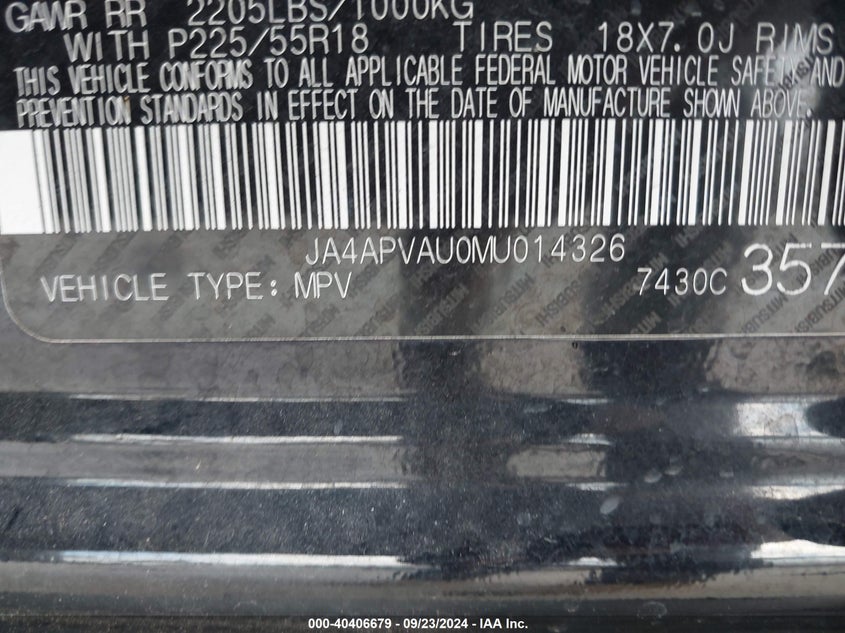 GAWR RR 2205LBS/1000KG
WITH P225/55R18 TIRES 18X7.0J RIMS
THIS VEHICLE CONFORMS TO ALL APPLICABLE FEDERAL MOTOR VEHICLE SAFETY AND
PREVENTION STANDARDS IN EFFECT ON THE DATE OF MANUFACTURE SHOWN ABOVE.
JA4APVAU0MU014326
VEHICLE TYPE: MPV 7430C 357
000-40406679 / 09/23/2024 - IAA Inc.